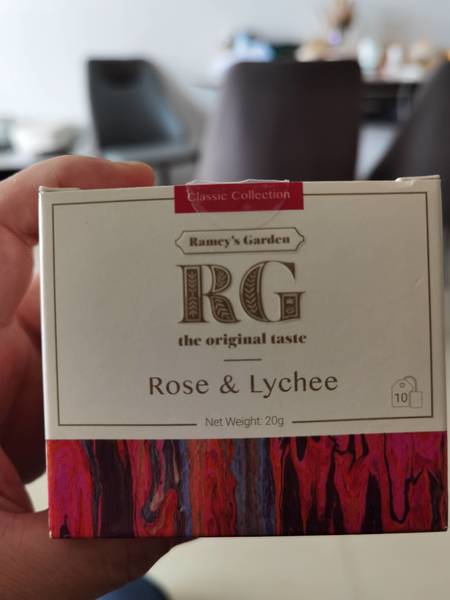 Classic Collection
Ramey's Garden
RG
the original taste
Rose & Lychee
10
Net Weight: 20g